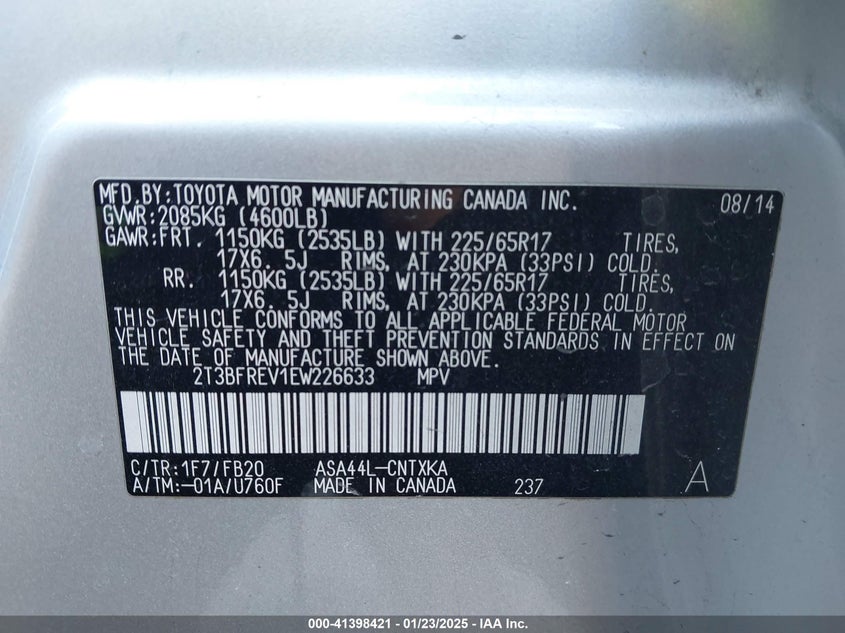 MFD.BY:TOYOTA MOTOR MANUFACTURING CANADA INC. 08/14
GVWR:2085KG (4600LB)
GAWR:FRT. 1150KG (2535LB) WITH 225/65R17 TIRES,
17X6.5J RIMS, AT 230KPA (33PSI) COLD.
RR. 1150KG (2535LB) WITH 225/65R17 TIRES,
17X6.5J RIMS, AT 230KPA (33PSI) COLD.
THIS VEHICLE CONFORMS TO ALL APPLICABLE FEDERAL MOTOR
VEHICLE SAFETY AND THEFT PREVENTION STANDARDS IN EFFECT ON
THE DATE OF MANUFACTURE SHOWN ABOVE.
2T3BFREV1EW226633 MPV
C/TR:1F7/FB20 ASA44L-CNTXKA
A/TM:-01A/U760F MADE IN CANADA 237 A
000-41398421 - 01/23/2025 - IAA Inc.